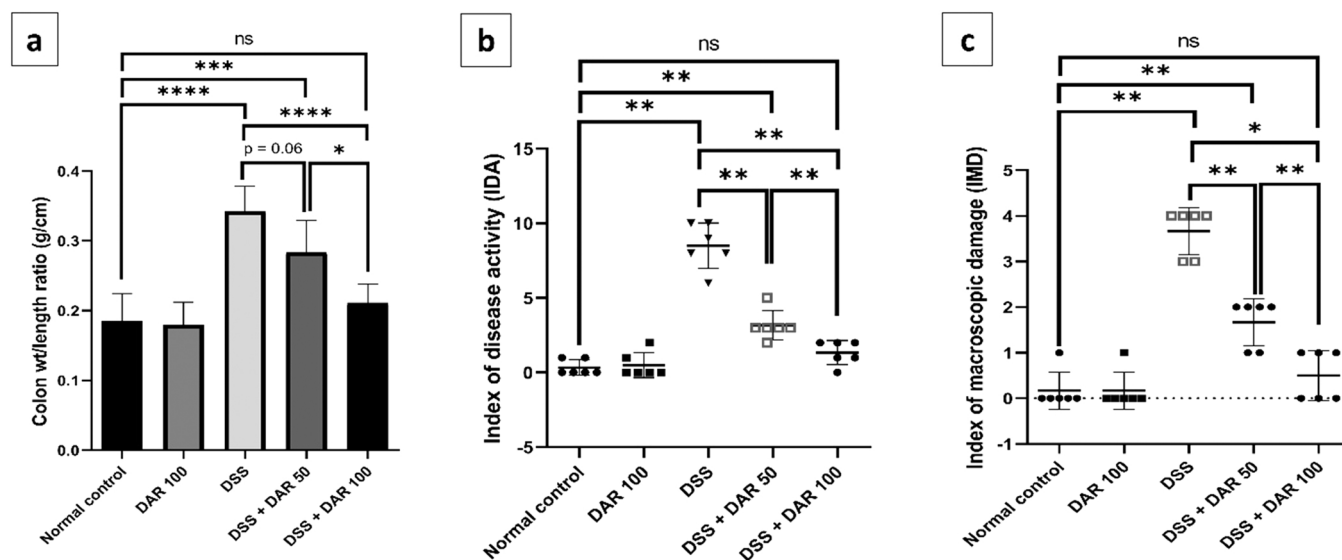 a
ns
***
****
****
p = 0.06
*
0.4
0.3
0.2
0.1
0.0
Colon wt/length ratio (g/cm)
Normal control
DAR 100
DSS
DSS + DAR 50
DSS + DAR 100
b
ns
**
**
**
**
**
15
10
5
0
-5
Index of disease activity (IDA)
Normal control
DAR 100
DSS
DSS + DAR 50
DSS + DAR 100
c
ns
**
**
*
**
**
5
4
3
2
1
0
-1
Index of macroscopic damage (IMD)
Normal control
DAR 100
DSS
DSS + DAR 50
DSS + DAR 100